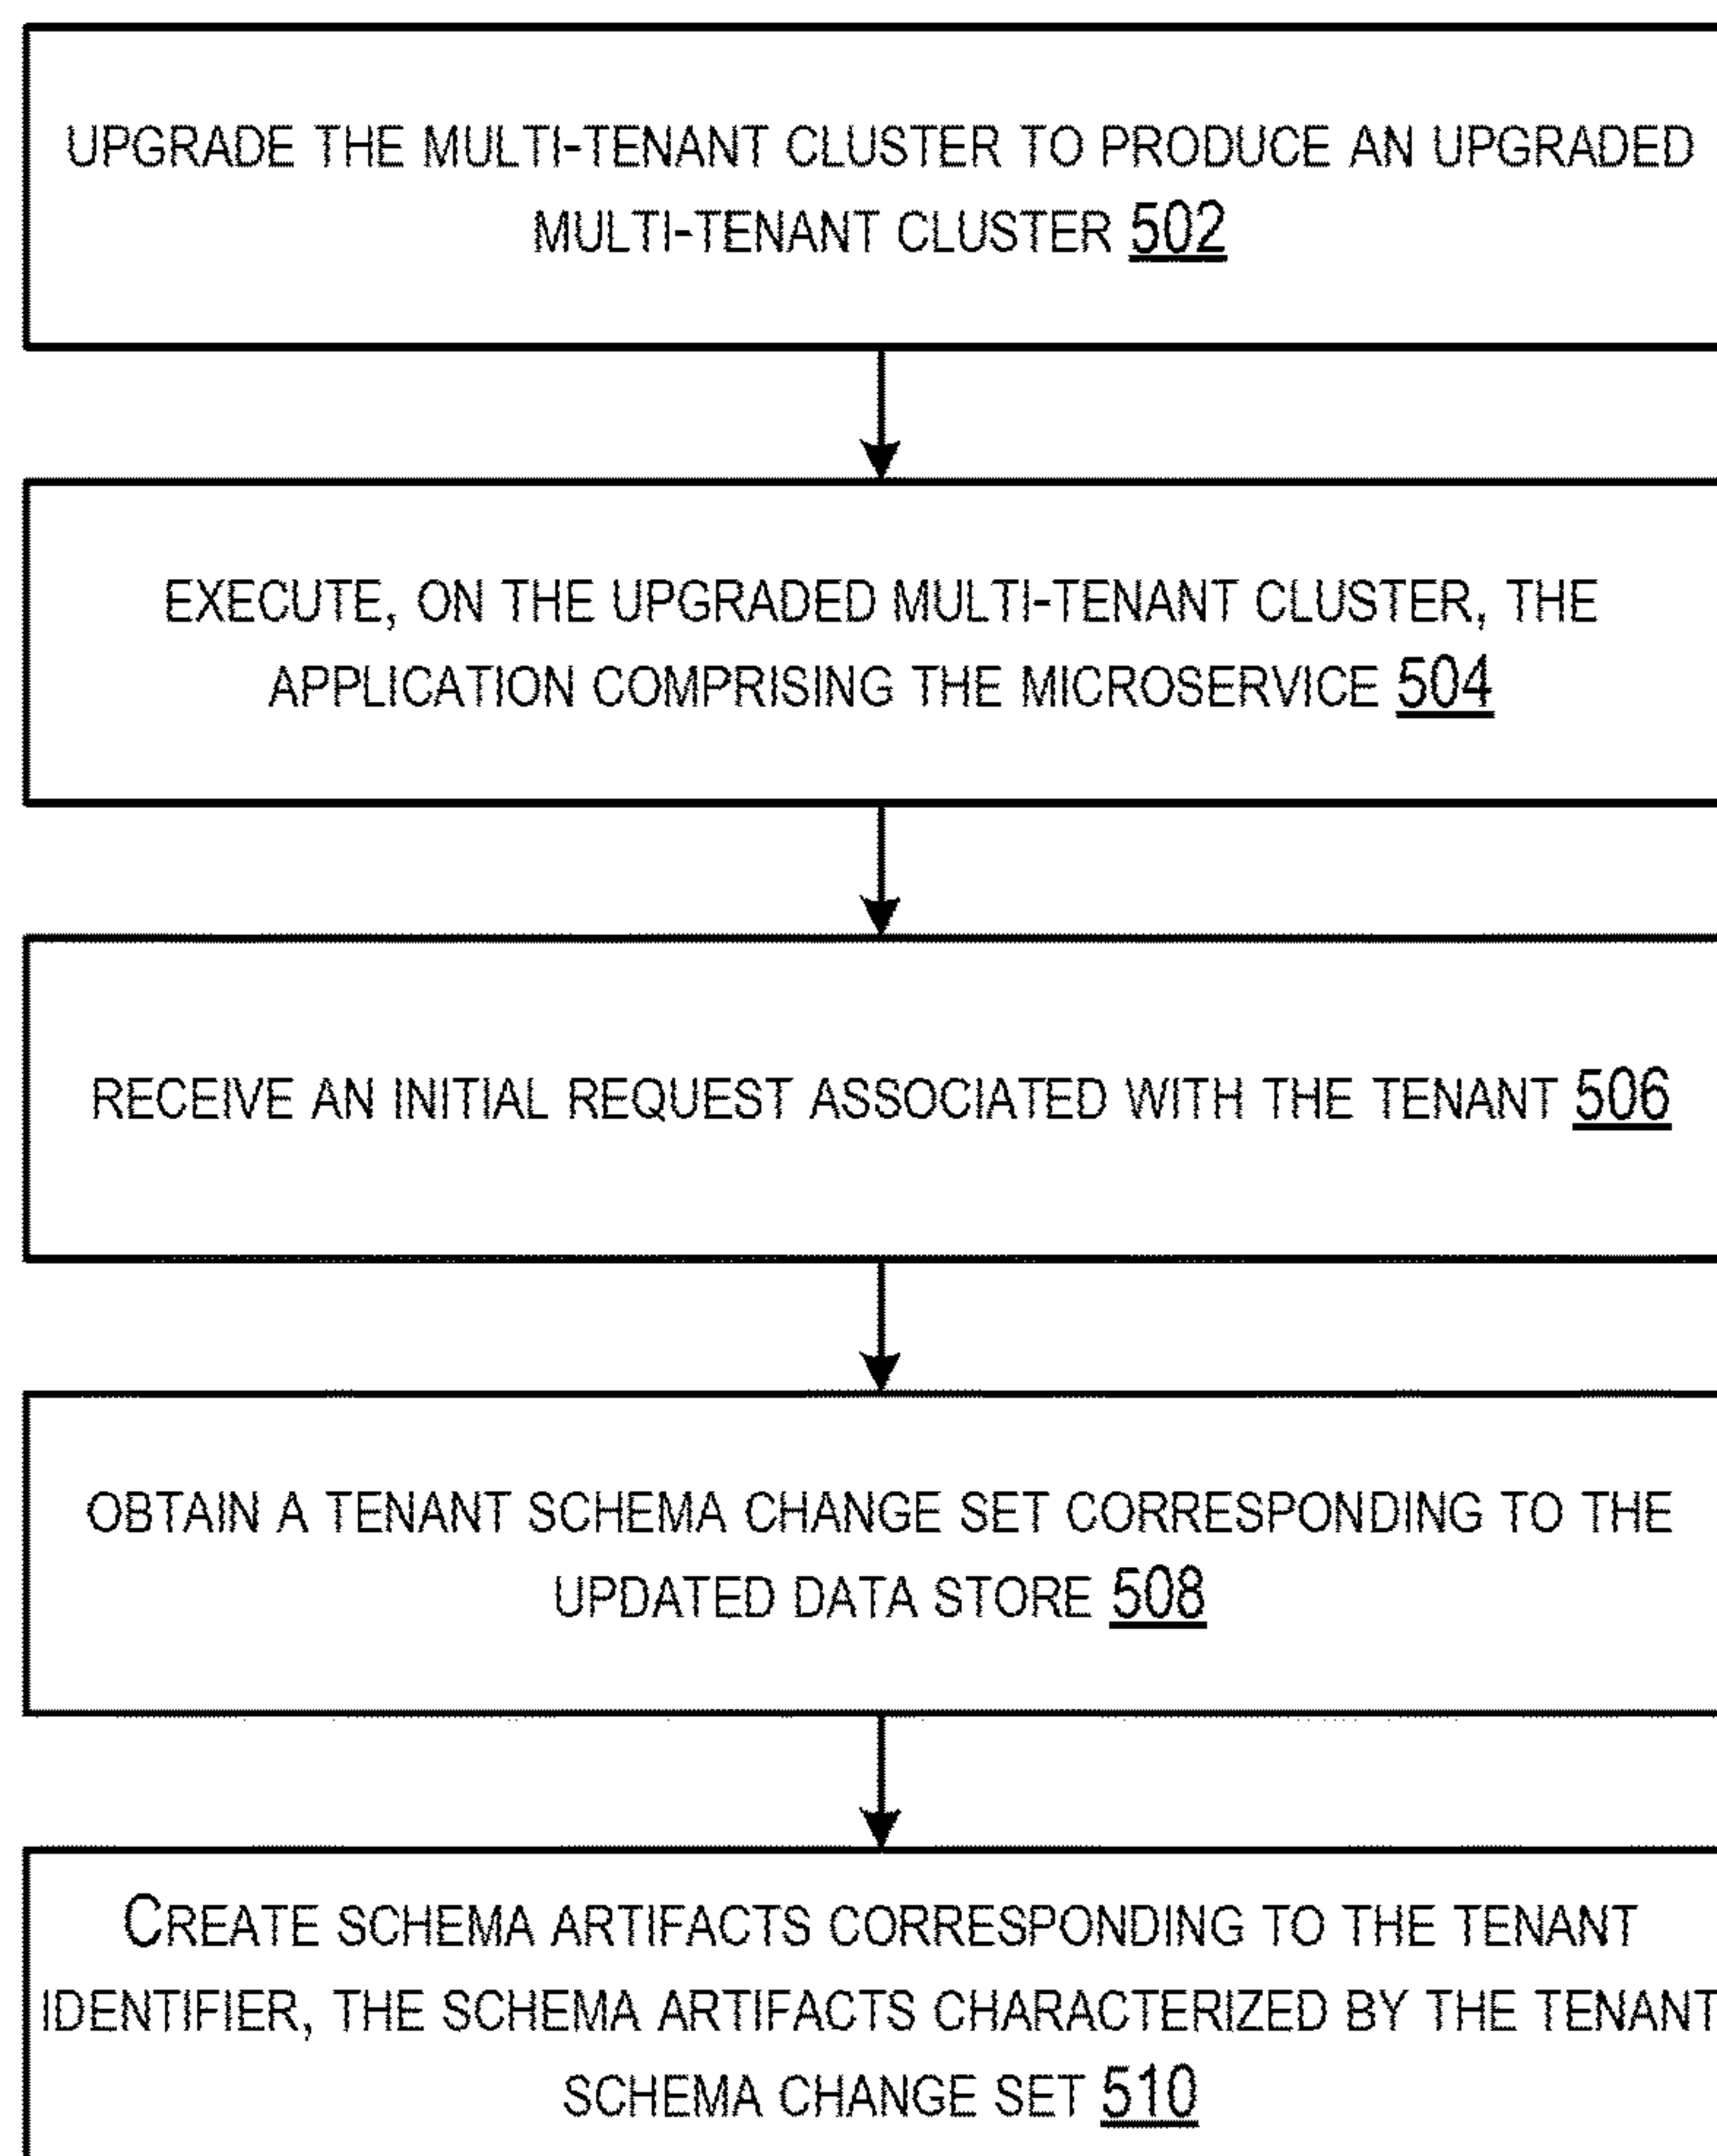 UPGRADE THE MULTI-TENANT CLUSTER TO PRODUCE AN UPGRADED
MULTI-TENANT CLUSTER 502
EXECUTE, ON THE UPGRADED MULTI-TENANT CLUSTER, THE
APPLICATION COMPRISING THE MICROSERVICE 504
RECEIVE AN INITIAL REQUEST ASSOCIATED WITH THE TENANT 506
OBTAIN A TENANT SCHEMA CHANGE SET CORRESPONDING TO THE
UPDATED DATA STORE 508
CREATE SCHEMA ARTIFACTS CORRESPONDING TO THE TENANT
IDENTIFIER, THE SCHEMA ARTIFACTS CHARACTERIZED BY THE TENANT
SCHEMA CHANGE SET 510